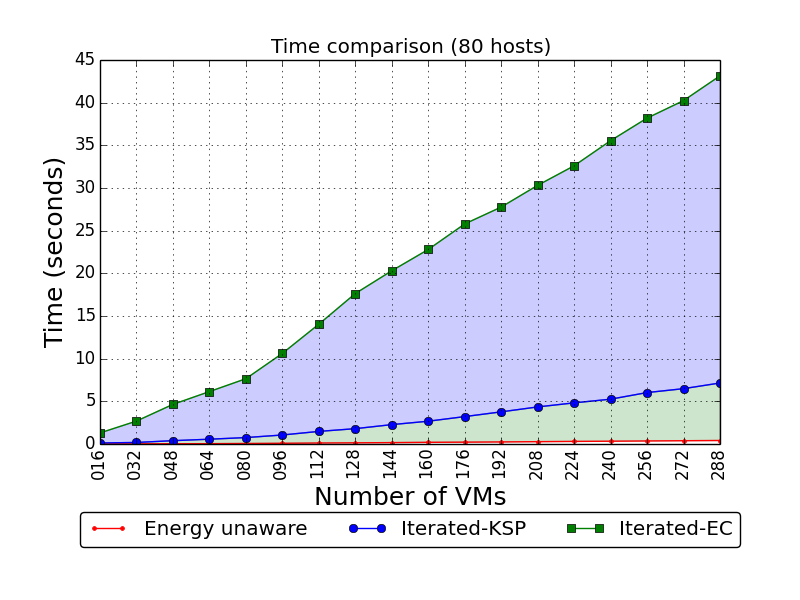 Time comparison (80 hosts)
45
40
35
30
25
20
15
10
5
0
Time (seconds)
016 032 048 064 080 096 112 128 144 160 176 192 208 224 240 256 272 288
Number of VMs
Energy unaware Iterated-KSP Iterated-EC